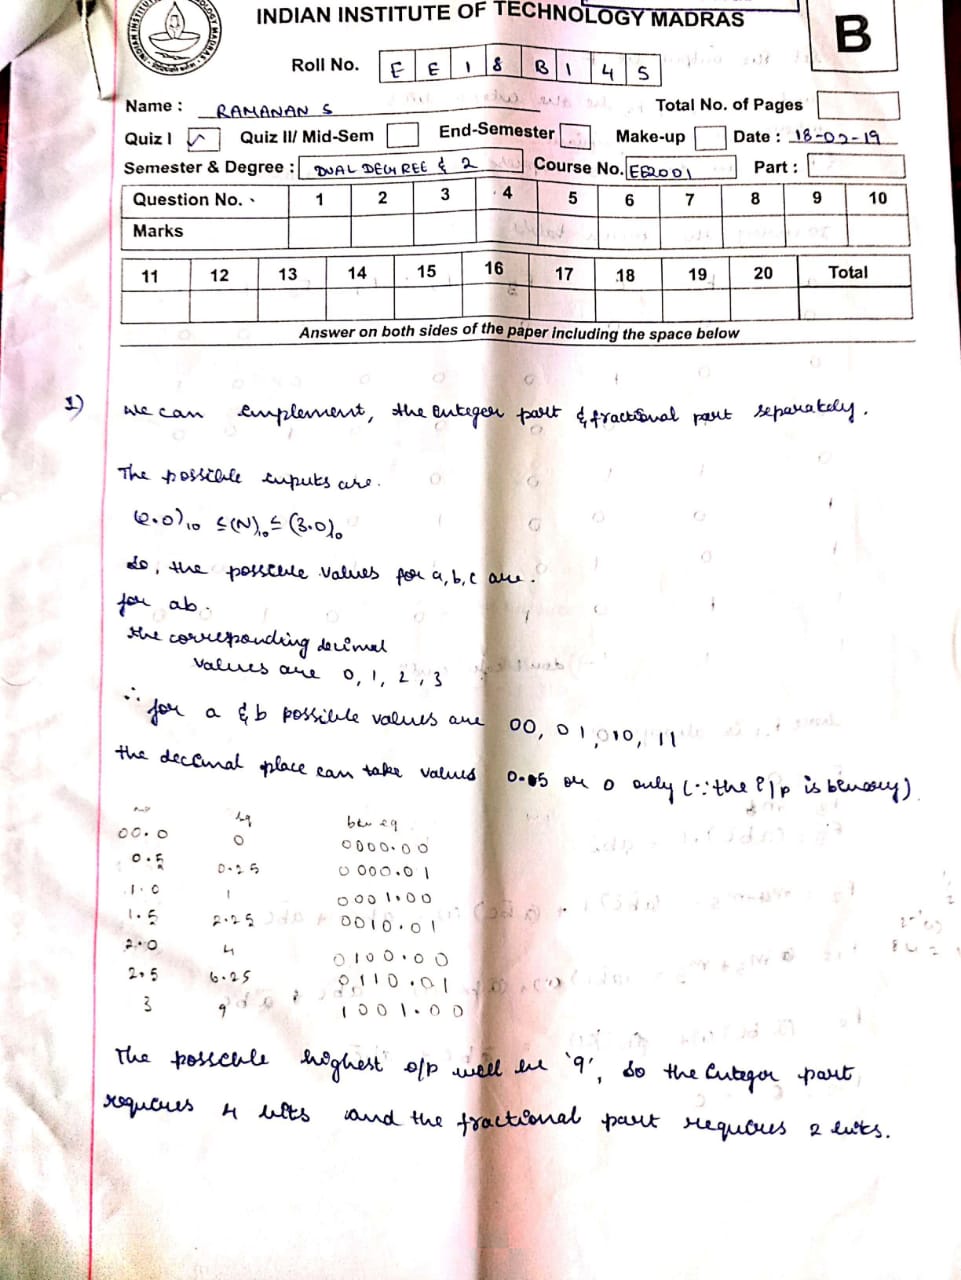 INDIAN INSTITUTE OF TECHNOLOGY MADRAS
B
Roll No. E E 1 8 B 1 4 5
Name : RAMANAN S Total No. of Pages
Quiz I Quiz II/ Mid-Sem End-Semester Make-up Date : 18-02-19
Semester & Degree : DUAL DEGREE & 2 Course No. EE2001 Part :
Question No. 1 2 3 4 5 6 7 8 9 10
Marks
11 12 13 14 15 16 17 18 19 20 Total
Answer on both sides of the paper including the space below
1) We can implement, the integer part & fractional part separately.
The possible inputs are.
(0.0)10 ≤ (N)10 ≤ (3.0)10
So, the possible values for a, b, c are.
for ab.
the corresponding decimal
values are 0, 1, 2, 3
∴ for a & b possible values are 00, 01, 010, 11
the decimal place can take values 0.05 or 0 only (∵ the i/p is binary)
bin eq
00.0 0 0000.00
0.5 0.25 0000.01
1.0 1 0001.00
1.5 2.25 0010.01
2.0 4 0100.00
2.5 6.25 0110.01
3 9 1001.00
The possible highest o/p will be '9', so the integer part
requires 4 bits and the fractional part requires 2 bits.